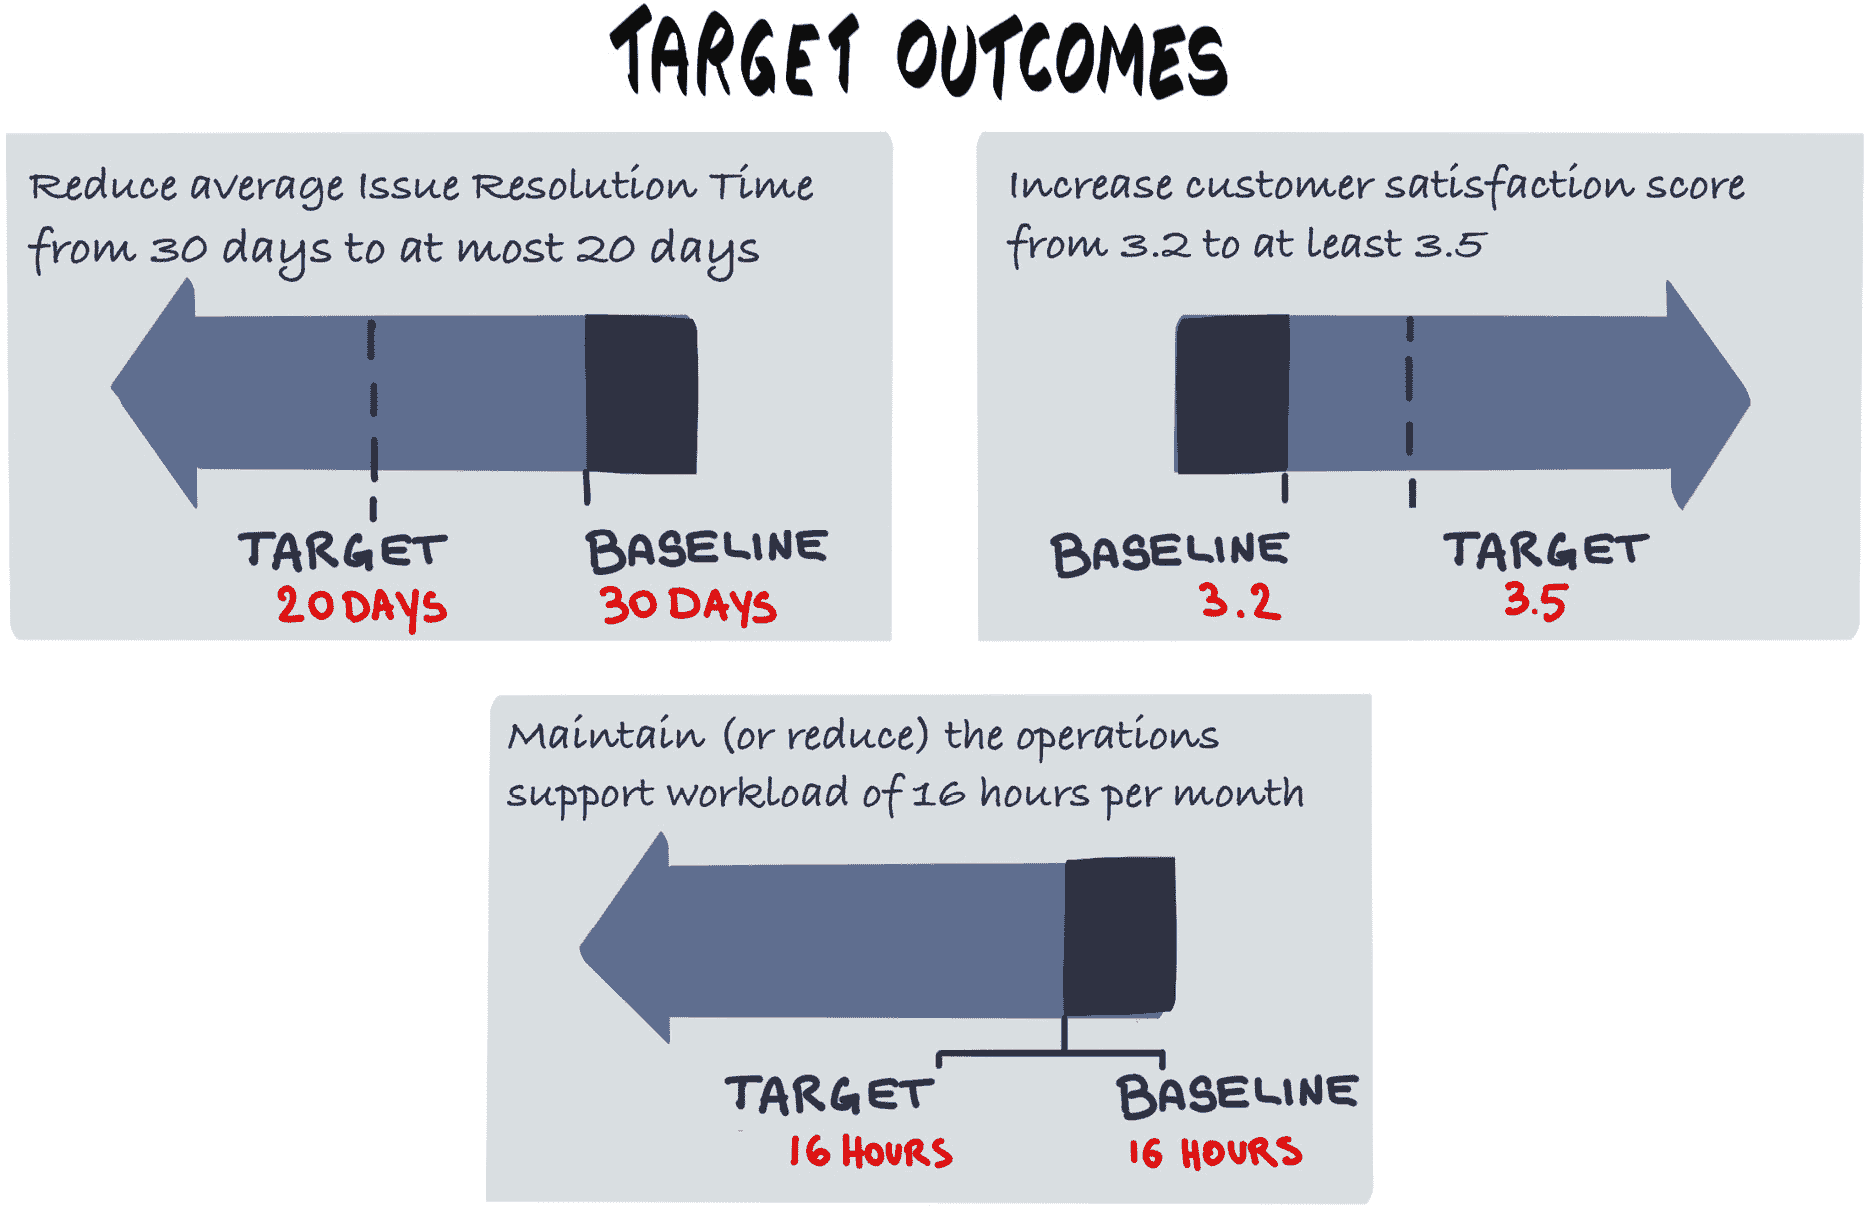 TARGET OUTCOMES
Reduce average Issue Resolution Time
from 30 days to at most 20 days
TARGET
20 DAYS
BASELINE
30 DAYS
Increase customer satisfaction score
from 3.2 to at least 3.5
BASELINE
3.2
TARGET
3.5
Maintain (or reduce) the operations
support workload of 16 hours per month
TARGET
16 HOURS
BASELINE
16 HOURS